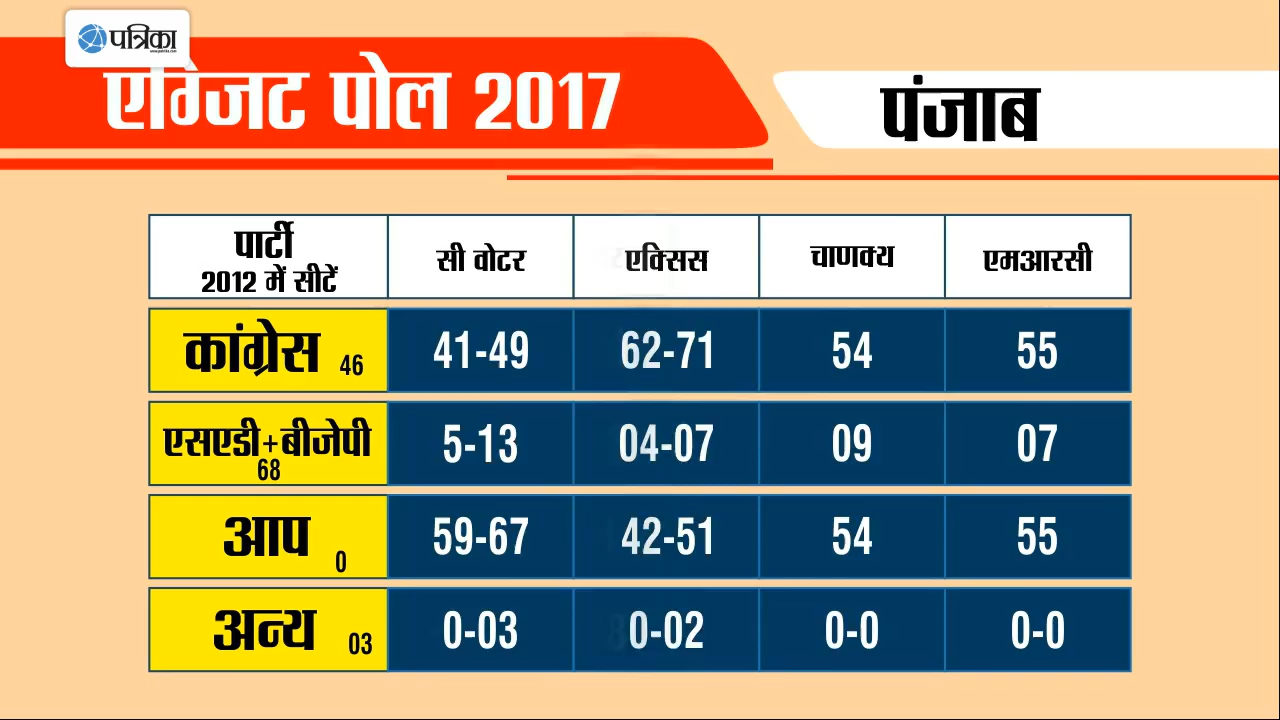 पत्रिका
एग्जिट पोल 2017
पंजाब
पार्टी
2012 में सीटें
सी वोटर
एक्सिस
चाणक्य
एमआरसी
कांग्रेस 46
41-49
62-71
54
55
एसएडी+बीजेपी
68
5-13
04-07
09
07
आप 0
59-67
42-51
54
55
अन्य 03
0-03
0-02
0-0
0-0